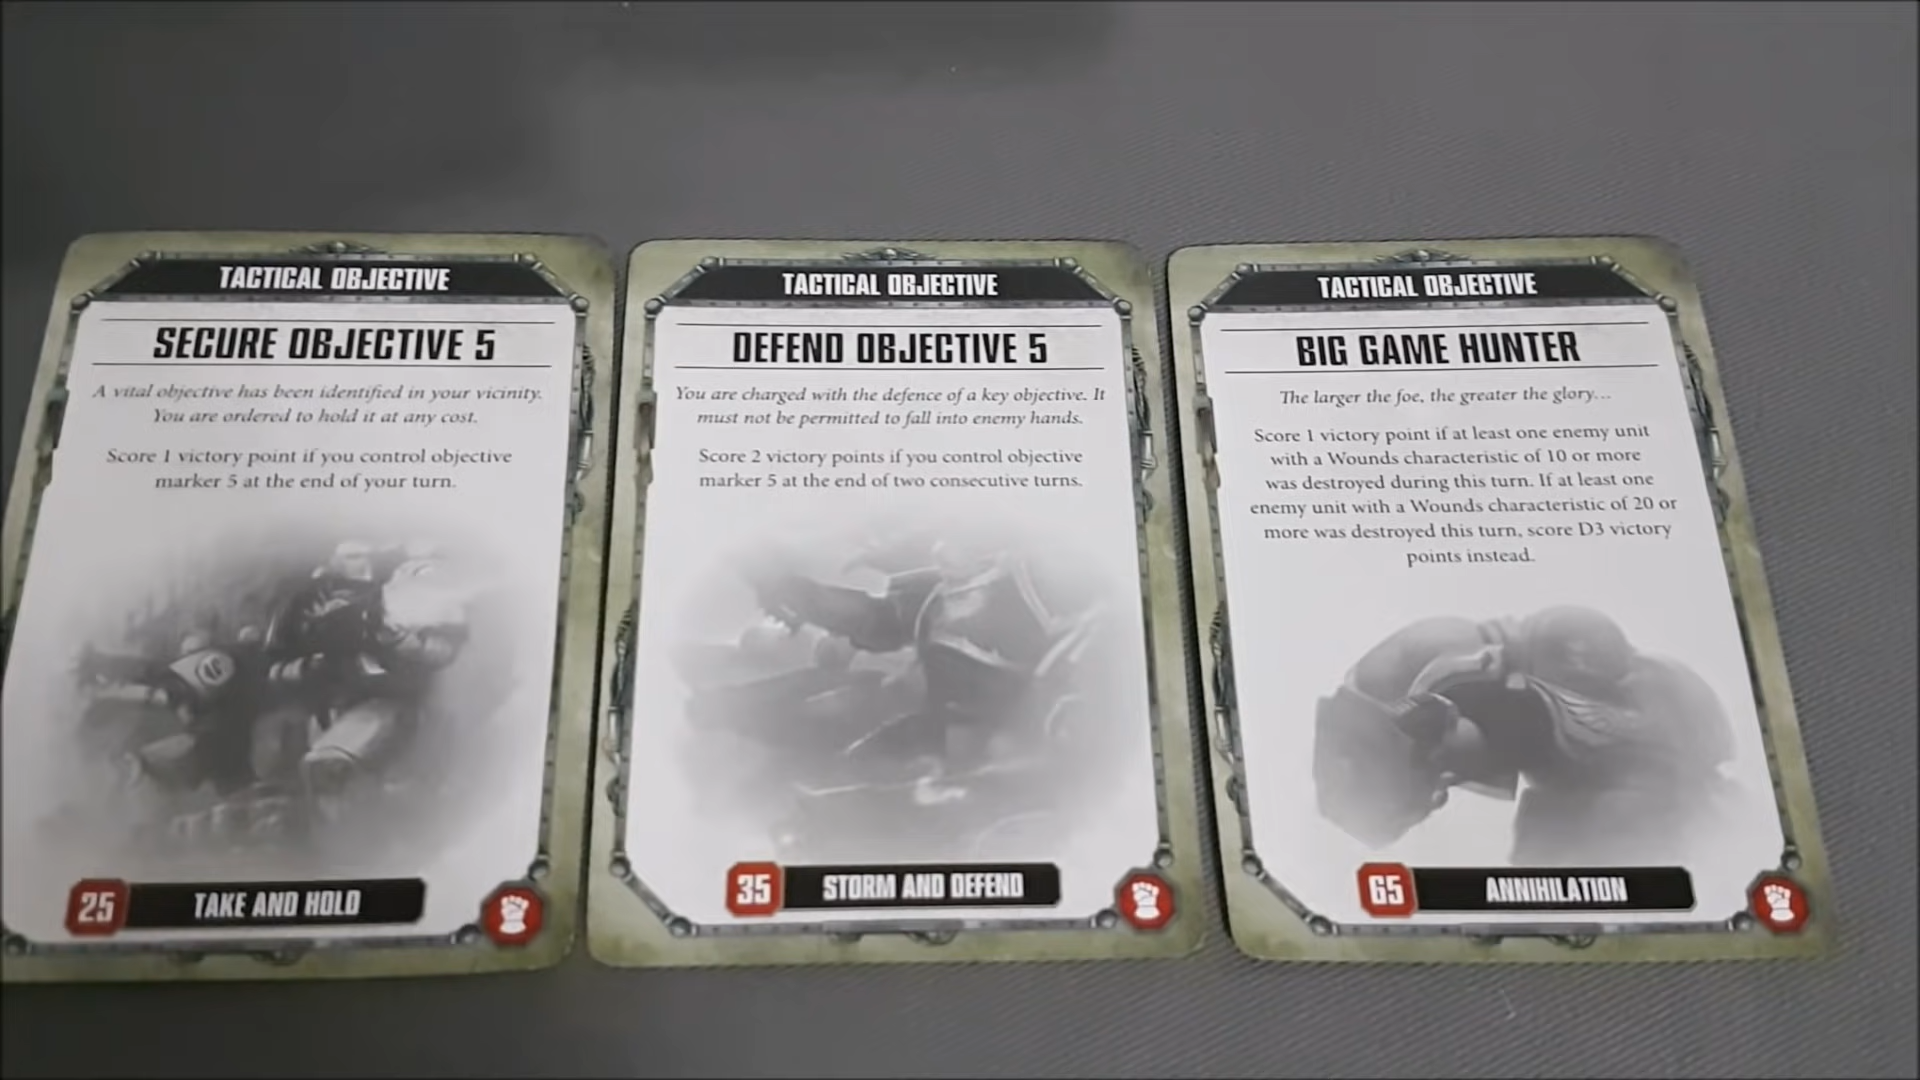 TACTICAL OBJECTIVE
SECURE OBJECTIVE 5
A vital objective has been identified in your vicinity.
You are ordered to hold it at any cost.
Score 1 victory point if you control objective
marker 5 at the end of your turn.
25
TAKE AND HOLD
TACTICAL OBJECTIVE
DEFEND OBJECTIVE 5
You are charged with the defence of a key objective. It
must not be permitted to fall into enemy hands.
Score 2 victory points if you control objective
marker 5 at the end of two consecutive turns.
35
STORM AND DEFEND
TACTICAL OBJECTIVE
BIG GAME HUNTER
The larger the foe, the greater the glory...
Score 1 victory point if at least one enemy unit
with a Wounds characteristic of 10 or more
was destroyed during this turn. If at least one
enemy unit with a Wounds characteristic of 20 or
more was destroyed this turn, score D3 victory
points instead.
65
ANNIHILATION